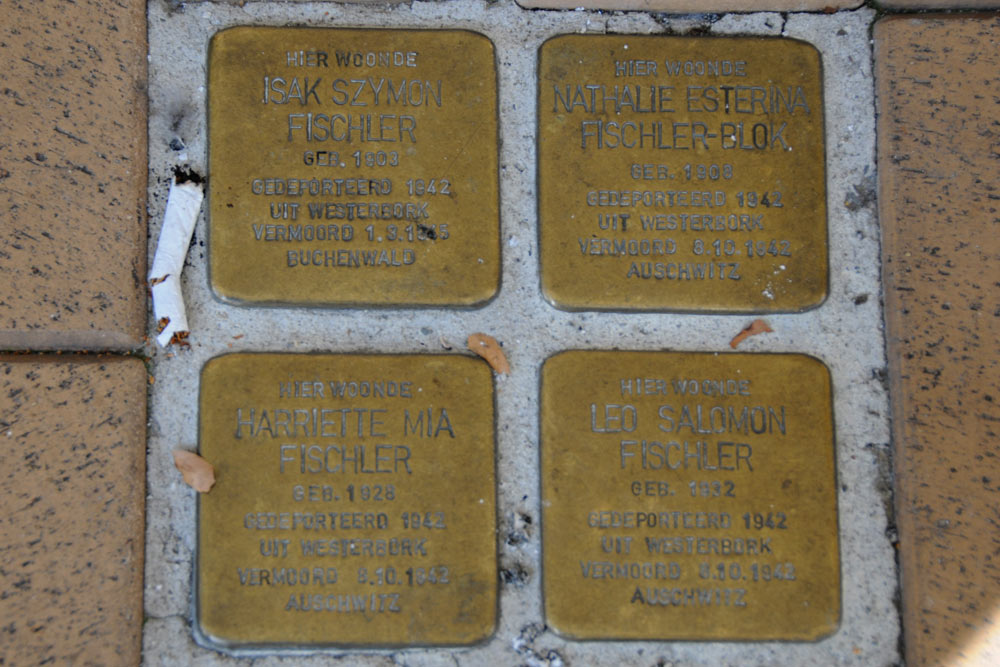 HIER WOONDE
ISAK SZYMON
FISCHLER
GEB. 1903
GEDEPORTEERD 1942
UIT WESTERBORK
VERMOORD 1.3.1945
BUCHENWALD
HIER WOONDE
NATHALIE ESTERINA
FISCHLER-BLOK
GEB. 1908
GEDEPORTEERD 1942
UIT WESTERBORK
VERMOORD 8.10.1942
AUSCHWITZ
HIER WOONDE
HARRIETTE MIA
FISCHLER
GEB. 1928
GEDEPORTEERD 1942
UIT WESTERBORK
VERMOORD 8.10.1942
AUSCHWITZ
HIER WOONDE
LEO SALOMON
FISCHLER
GEB. 1932
GEDEPORTEERD 1942
UIT WESTERBORK
VERMOORD 8.10.1942
AUSCHWITZ